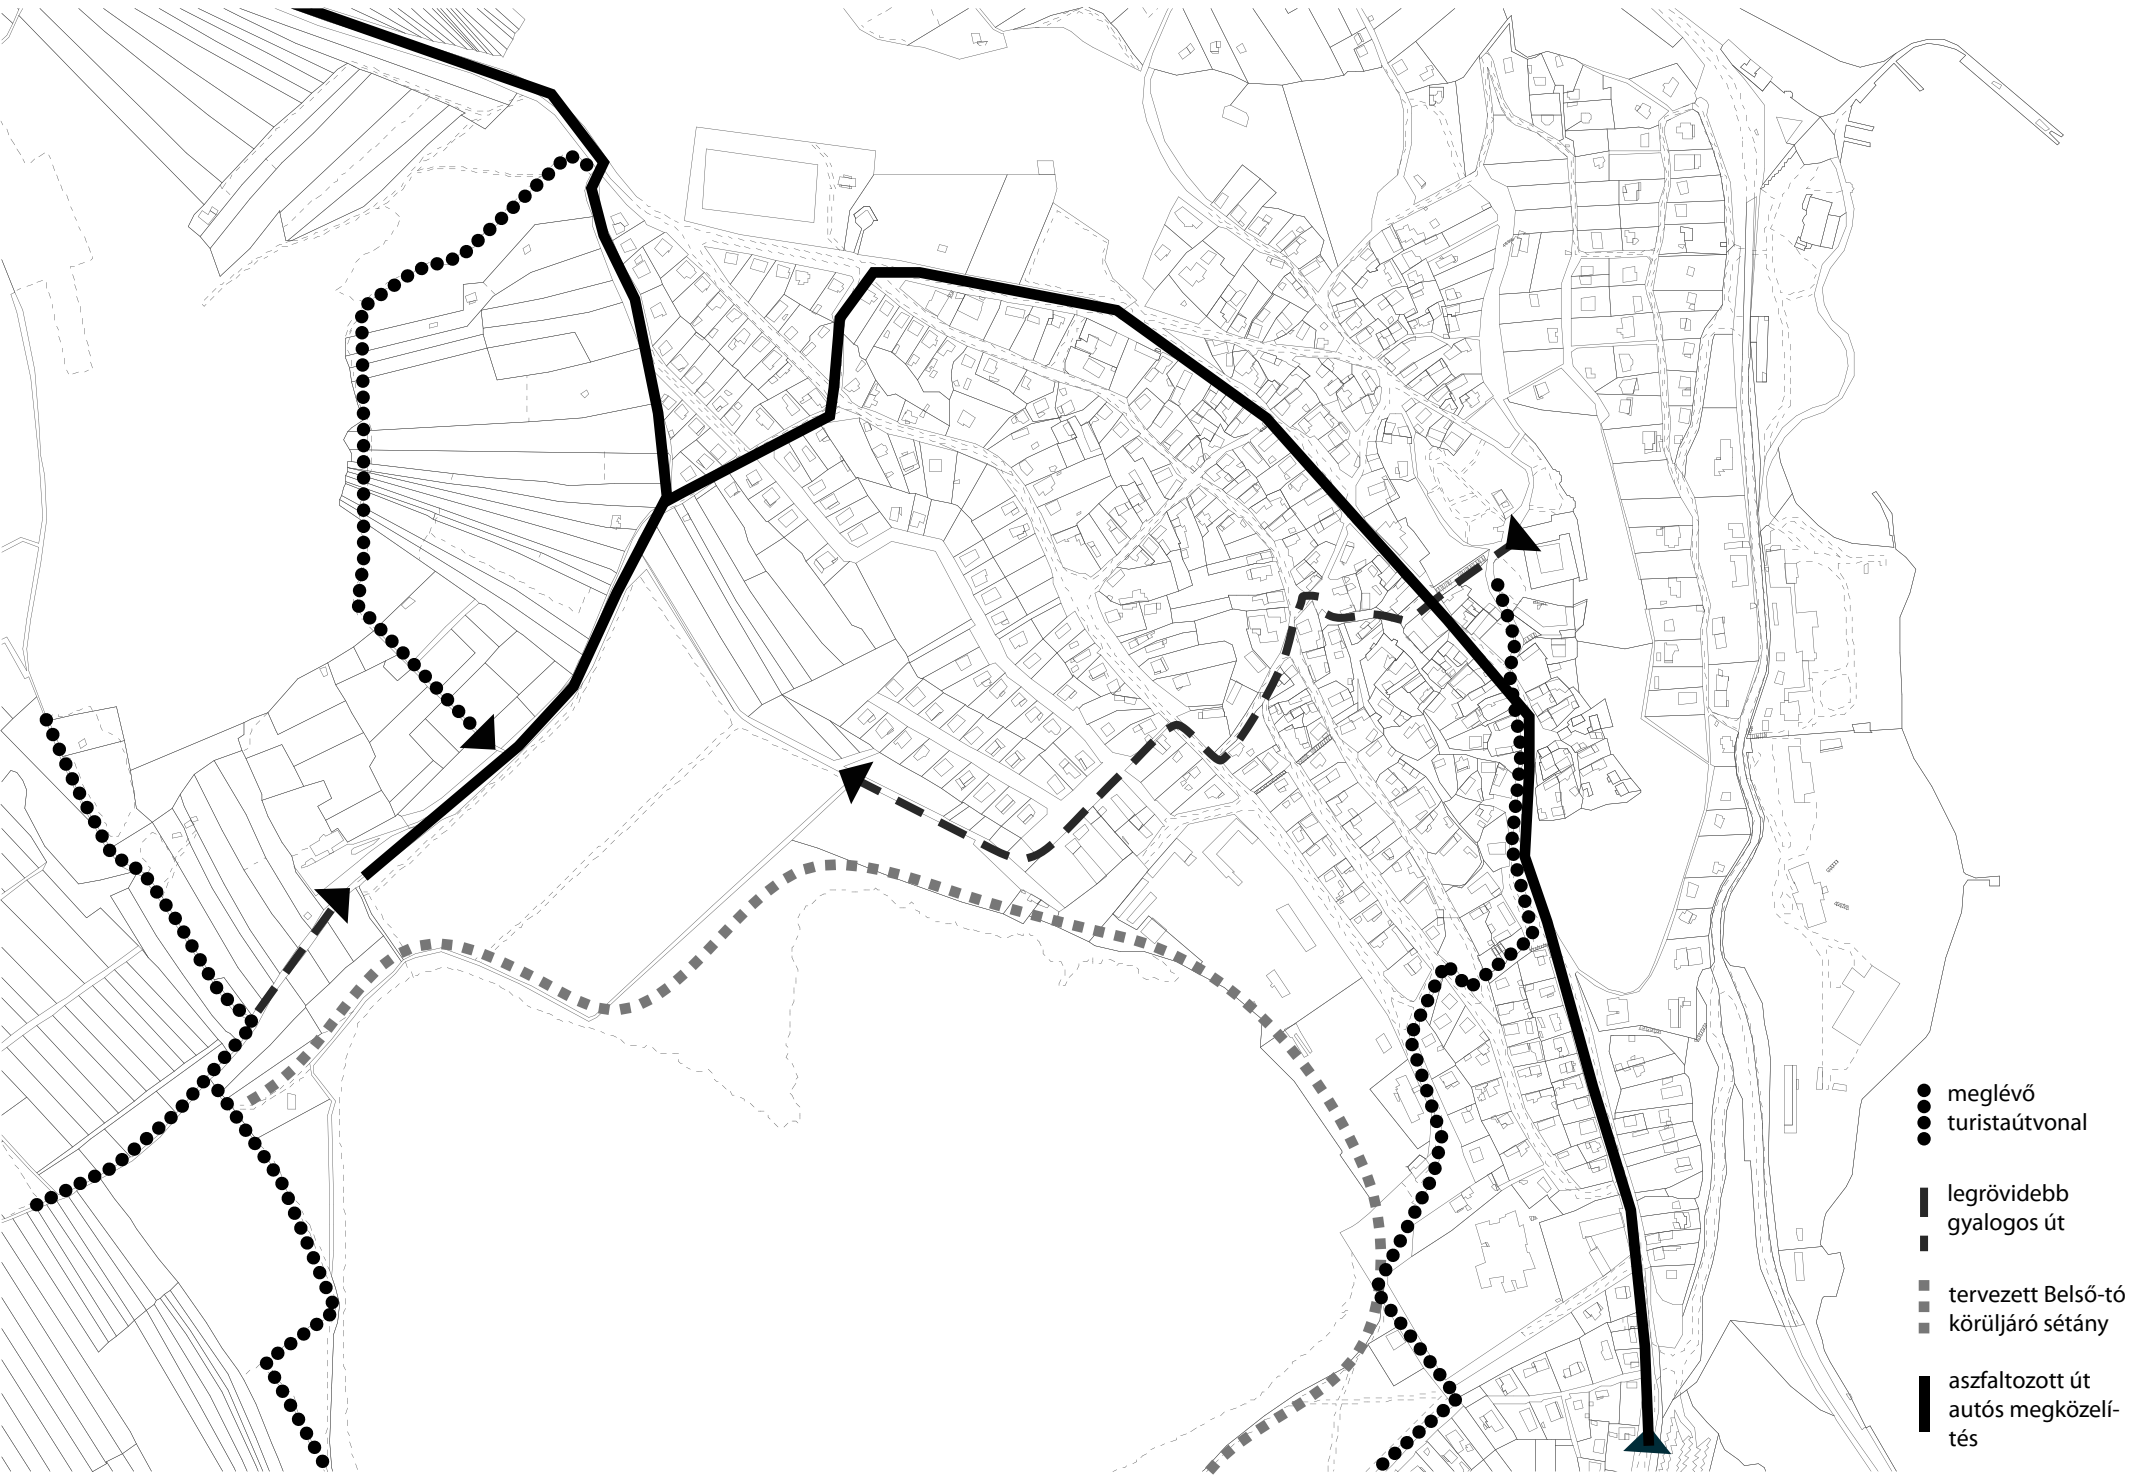 meglévő
turistaútvonal
legrövidebb
gyalogos út
tervezett Belső-tó
körüljáró sétány
aszfaltozott út
autós megközelí-
tés